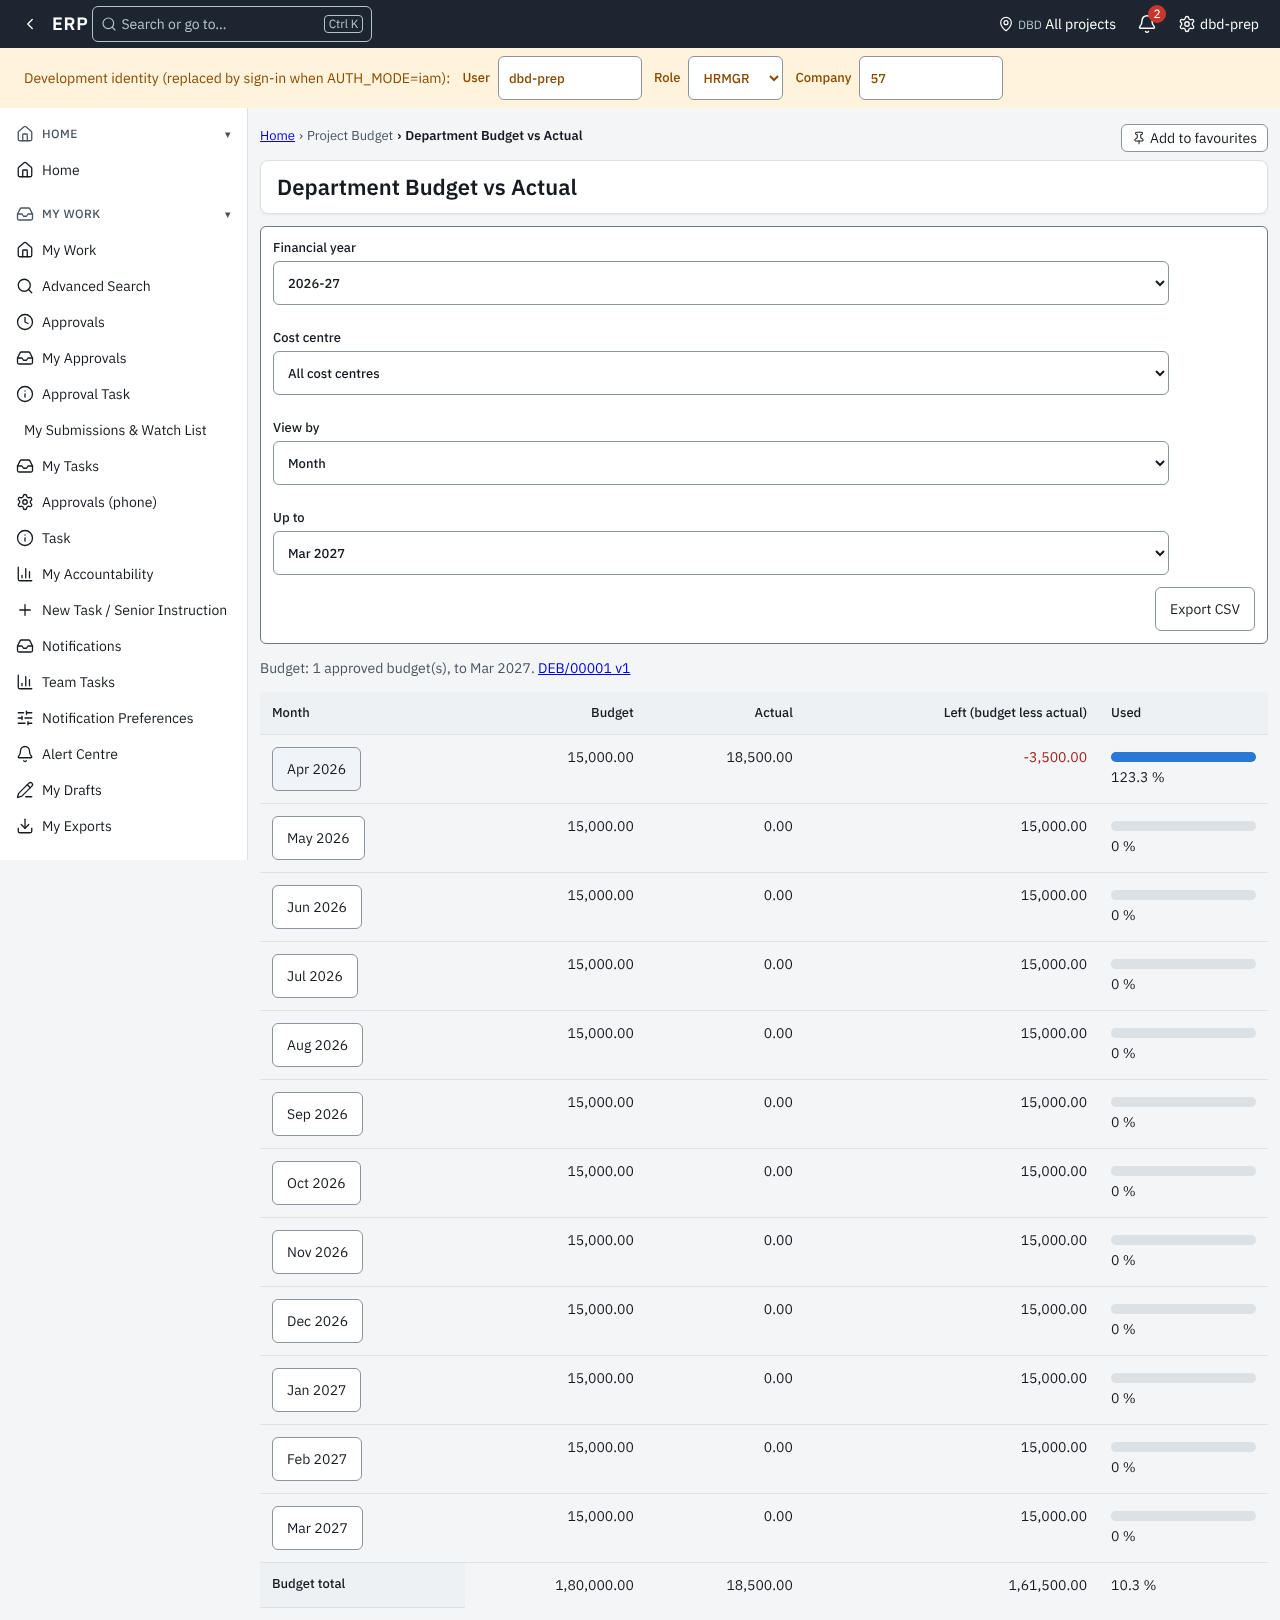 ERP
Search or go to... Ctrl K
DBD All projects
2
dbd-prep
Development identity (replaced by sign-in when AUTH_MODE=iam): User dbd-prep Role HRMGR Company 57
HOME
Home
MY WORK
My Work
Advanced Search
Approvals
My Approvals
Approval Task
My Submissions & Watch List
My Tasks
Approvals (phone)
Task
My Accountability
New Task / Senior Instruction
Notifications
Team Tasks
Notification Preferences
Alert Centre
My Drafts
My Exports
Home › Project Budget › Department Budget vs Actual
Add to favourites
Department Budget vs Actual
Financial year
2026-27
Cost centre
All cost centres
View by
Month
Up to
Mar 2027
Export CSV
Budget: 1 approved budget(s), to Mar 2027. DEB/00001 v1
Month Budget Actual Left (budget less actual) Used
Apr 2026 15,000.00 18,500.00 -3,500.00 123.3 %
May 2026 15,000.00 0.00 15,000.00 0 %
Jun 2026 15,000.00 0.00 15,000.00 0 %
Jul 2026 15,000.00 0.00 15,000.00 0 %
Aug 2026 15,000.00 0.00 15,000.00 0 %
Sep 2026 15,000.00 0.00 15,000.00 0 %
Oct 2026 15,000.00 0.00 15,000.00 0 %
Nov 2026 15,000.00 0.00 15,000.00 0 %
Dec 2026 15,000.00 0.00 15,000.00 0 %
Jan 2027 15,000.00 0.00 15,000.00 0 %
Feb 2027 15,000.00 0.00 15,000.00 0 %
Mar 2027 15,000.00 0.00 15,000.00 0 %
Budget total 1,80,000.00 18,500.00 1,61,500.00 10.3 %